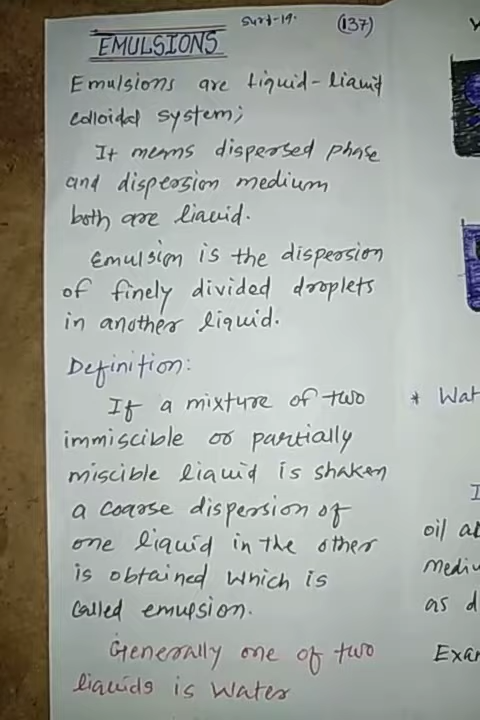 Surf-19. (137)
EMULSIONS
Emulsions are liquid-liquid
colloidal system;
It means dispersed phase
and dispersion medium
both are liquid.
Emulsion is the dispersion
of finely divided droplets
in another liquid.
Definition:
If a mixture of two
immiscible or partially
miscible liquid is shaken
a coarse dispersion of
one liquid in the other
is obtained which is
called emulsion.
Generally one of two
liquids is Water
* Wat
I
oil a
mediu
as d
Exam